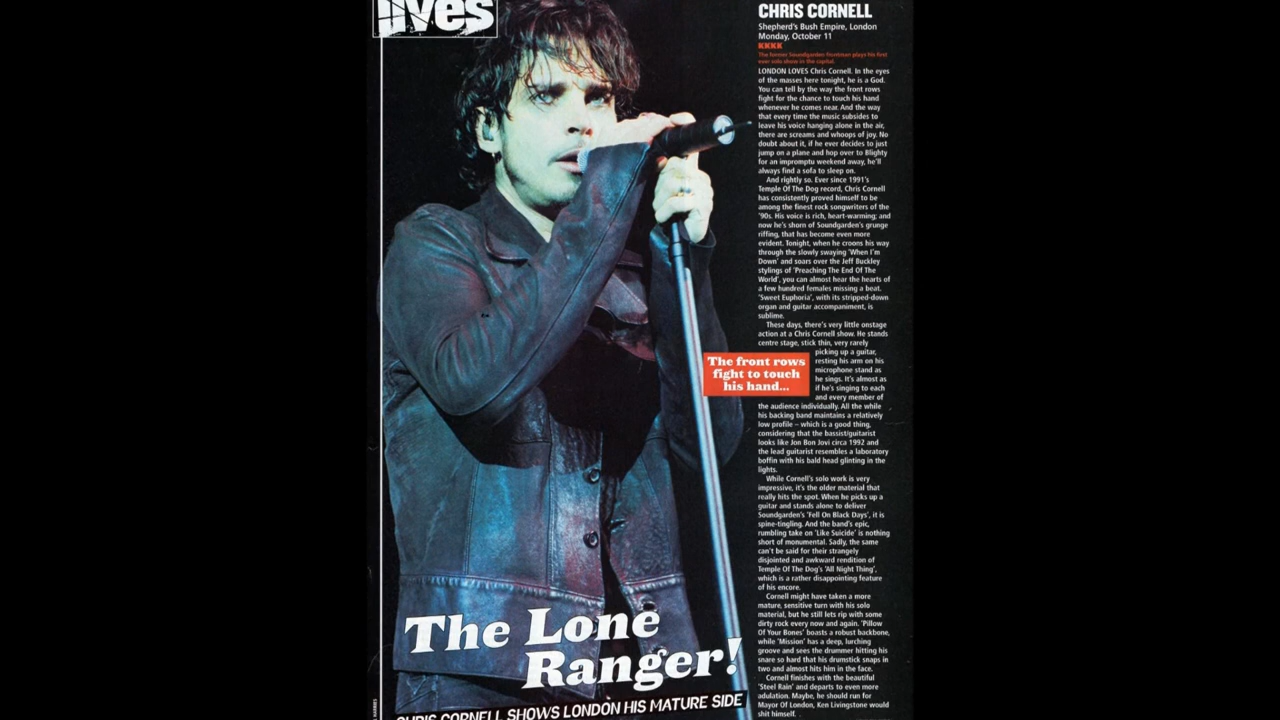 lives
CHRIS CORNELL
Shepherd's Bush Empire, London
Monday, October 11
KKKK
The former Soundgarden frontman plays his first
ever solo show in the capital.
LONDON LOVES Chris Cornell. In the eyes
of the masses here tonight, he is a God.
You can tell by the way the front rows
fight for the chance to touch his hand
whenever he comes near. And the way
that every time the music subsides to
leave his voice hanging alone in the air,
there are screams and whoops of joy. No
doubt about it, if he ever decides to just
jump on a plane and hop over to Blighty
for an impromptu weekend away, he'll
always find a sofa to sleep on.
And rightly so. Ever since 1991's
Temple Of The Dog record, Chris Cornell
has consistently proved himself to be
among the finest rock songwriters of the
'90s. His voice is rich, heart-warming; and
now he's shorn of Soundgarden's grunge
riffing, that has become even more
evident. Tonight, when he croons his way
through the slowly swaying 'When I'm
Down' and soars over the Jeff Buckley
stylings of 'Preaching The End Of The
World', you can almost hear the hearts of
a few hundred females missing a beat.
'Sweet Euphoria', with its stripped-down
organ and guitar accompaniment, is
sublime.
These days, there's very little onstage
action at a Chris Cornell show. He stands
centre stage, stick thin, very rarely
picking up a guitar,
resting his arm on his
microphone stand as
he sings. It's almost as
if he's singing to each
and every member of
the audience individually. All the while
his backing band maintains a relatively
low profile – which is a good thing,
considering that the bassist/guitarist
looks like Jon Bon Jovi circa 1992 and
the lead guitarist resembles a laboratory
boffin with his bald head glinting in the
lights.
While Cornell's solo work is very
impressive, it's the older material that
really hits the spot. When he picks up a
guitar and stands alone to deliver
Soundgarden's 'Fell On Black Days', it is
spine-tingling. And the band's epic,
rumbling take on 'Like Suicide' is nothing
short of monumental. Sadly, the same
can't be said for their strangely
disjointed and awkward rendition of
Temple Of The Dog's 'All Night Thing',
which is a rather disappointing feature
of his encore.
Cornell might have taken a more
mature, sensitive turn with his solo
material, but he still lets rip with some
dirty rock every now and again. 'Pillow
Of Your Bones' boasts a robust backbone,
while 'Mission' has a deep, lurching
groove and sees the drummer hitting his
snare so hard that his drumstick snaps in
two and almost hits him in the face.
Cornell finishes with the beautiful
'Steel Rain' and departs to even more
adulation. Maybe, he should run for
Mayor Of London, Ken Livingstone would
shit himself.
The front rows
fight to touch
his hand...
The Lone
Ranger!
CHRIS CORNELL SHOWS LONDON HIS MATURE SIDE